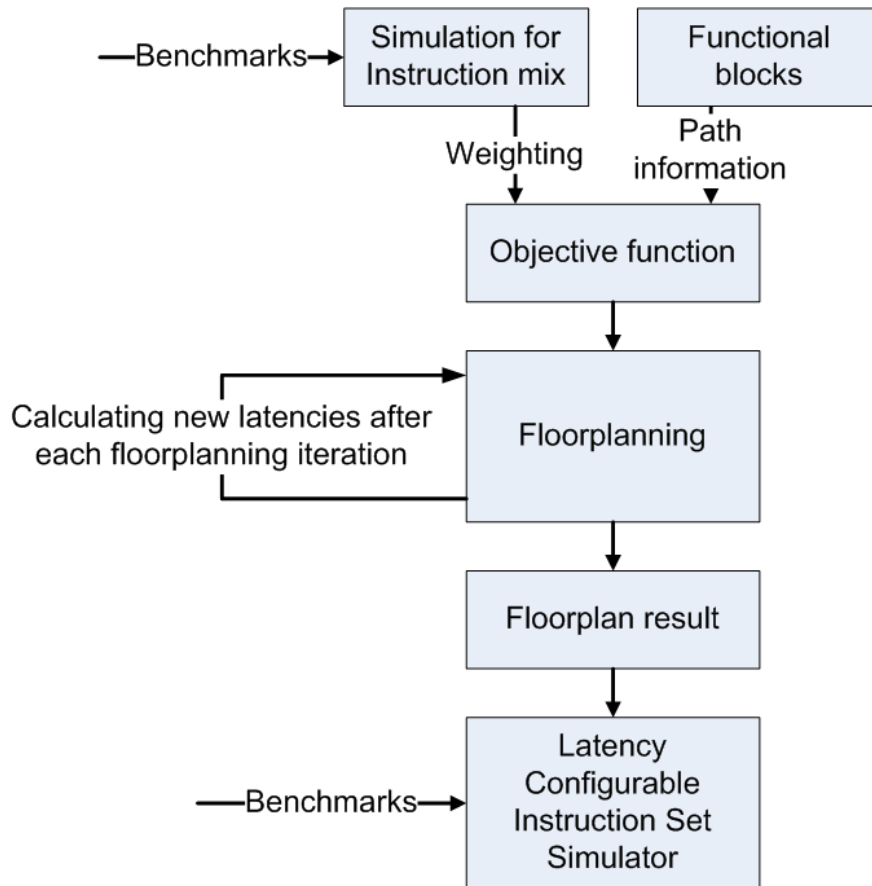 Benchmarks
Simulation for
Instruction mix
Functional
blocks
Weighting
Path
information
Objective function
Calculating new latencies after
each floorplanning iteration
Floorplanning
Floorplan result
Benchmarks
Latency
Configurable
Instruction Set
Simulator